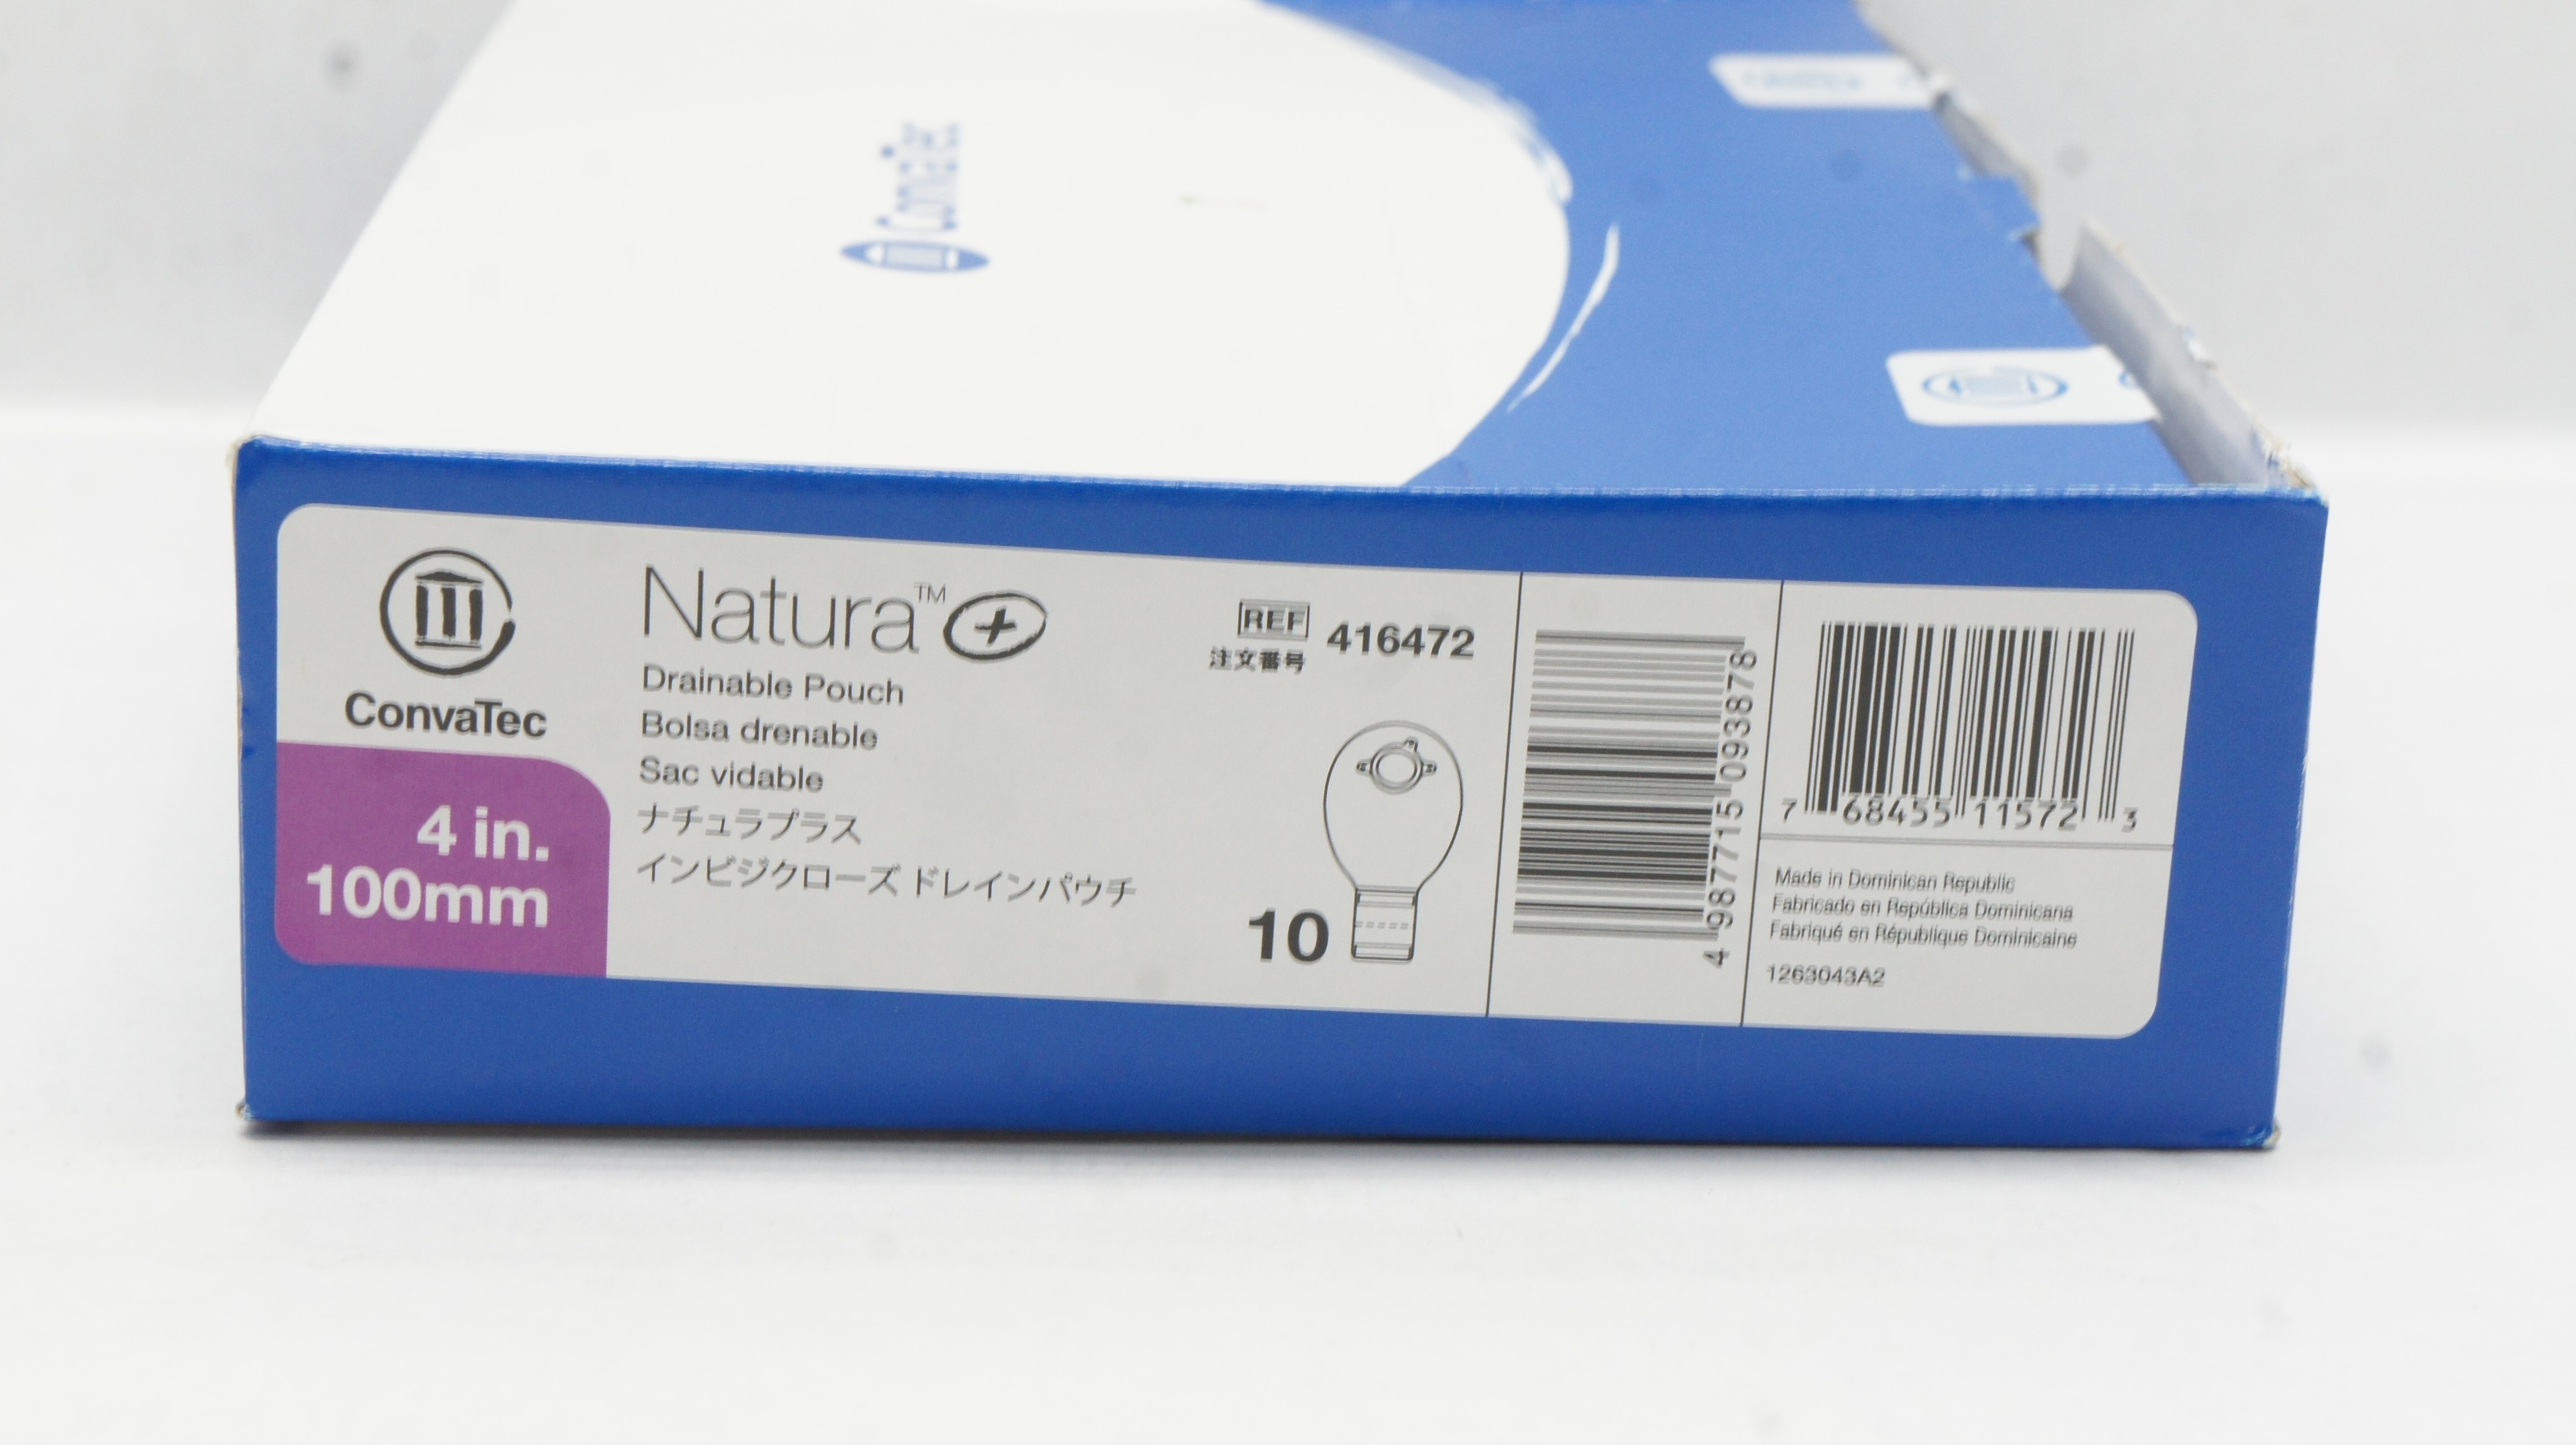 ConvaTec
ConvaTec
4 in.
100mm
Natura™+
Drainable Pouch
Bolsa drenable
Sac vidable
ナチュラプラス
インビジクローズ ドレインパウチ
REF 416472
注文番号
10
4 987715 093878
7 68455 11572 3
Made in Dominican Republic
Fabricado en República Dominicana
Fabriqué en République Dominicaine
1263043A2